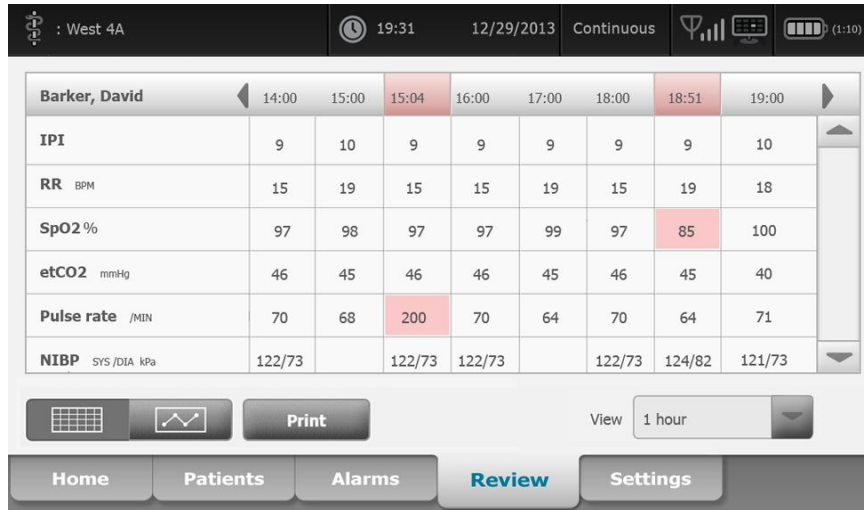 : West 4A 19:31 12/29/2013 Continuous (1:10)
Barker, David 14:00 15:00 15:04 16:00 17:00 18:00 18:51 19:00
IPI 9 10 9 9 9 9 9 10
RR BPM 15 19 15 15 19 15 19 18
SpO2 % 97 98 97 97 99 97 85 100
etCO2 mmHg 46 45 46 46 45 46 45 40
Pulse rate /MIN 70 68 200 70 64 70 64 71
NIBP SYS /DIA kPa 122/73 122/73 122/73 122/73 124/82 121/73
Print View 1 hour
Home Patients Alarms Review Settings